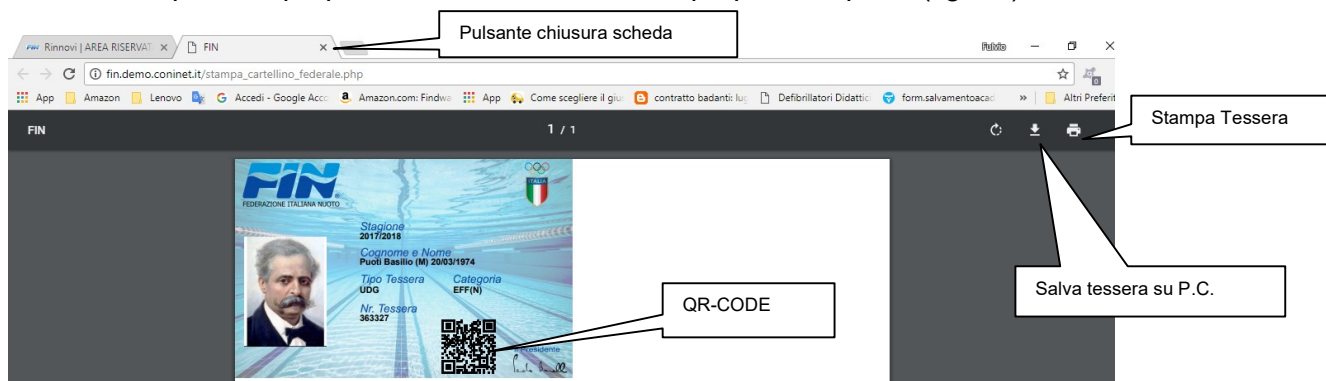 Pulsante chiusura scheda
Rinnovi | AREA RISERVAT
FIN
fin.demo.coninet.it/stampa_cartellino_federale.php
App Amazon Lenovo Accedi - Google Acco Amazon.com: Findwa App Come scegliere il giu contratto badanti: lug Defibrillatori Didattic form.salvamentoacad » Altri Preferit
FIN
1 / 1
Stampa Tessera
FIN
FEDERAZIONE ITALIANA NUOTO
ITALIA
Stagione
2017/2018
Cognome e Nome
Puoti Basilio (M) 20/03/1974
Tipo Tessera Categoria
UDG EFF(N)
Nr. Tessera
363327
Presidente
QR-CODE
Salva tessera su P.C.